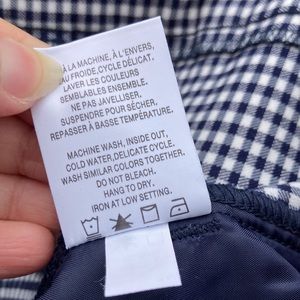 À LA MACHINE, À L'ENVERS,
EAU FROIDE, CYCLE DÉLICAT.
LAVER LES COULEURS
SEMBLABLES ENSEMBLE.
NE PAS JAVELLISER.
SUSPENDRE POUR SÉCHER.
REPASSER À BASSE TEMPÉRATURE.
MACHINE WASH, INSIDE OUT,
COLD WATER, DELICATE CYCLE.
WASH SIMILAR COLORS TOGETHER.
DO NOT BLEACH.
HANG TO DRY.
IRON AT LOW SETTING.